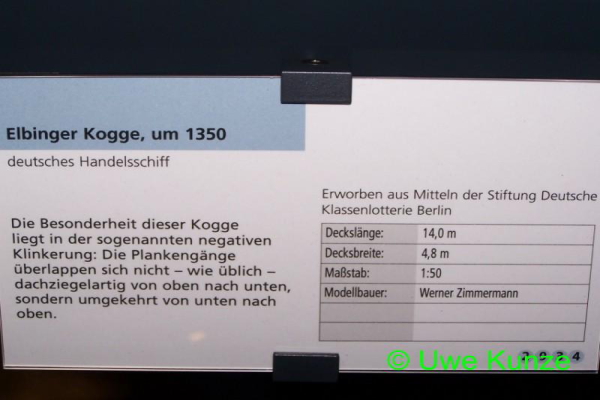 Elbinger Kogge, um 1350
deutsches Handelsschiff
Die Besonderheit dieser Kogge
liegt in der sogenannten negativen
Klinkerung: Die Plankengänge
überlappen sich nicht – wie üblich –
dachziegelartig von oben nach unten,
sondern umgekehrt von unten nach
oben.
Erworben aus Mitteln der Stiftung Deutsche
Klassenlotterie Berlin
Deckslänge: 14,0 m
Decksbreite: 4,8 m
Maßstab: 1:50
Modellbauer: Werner Zimmermann
© Uwe Kunze